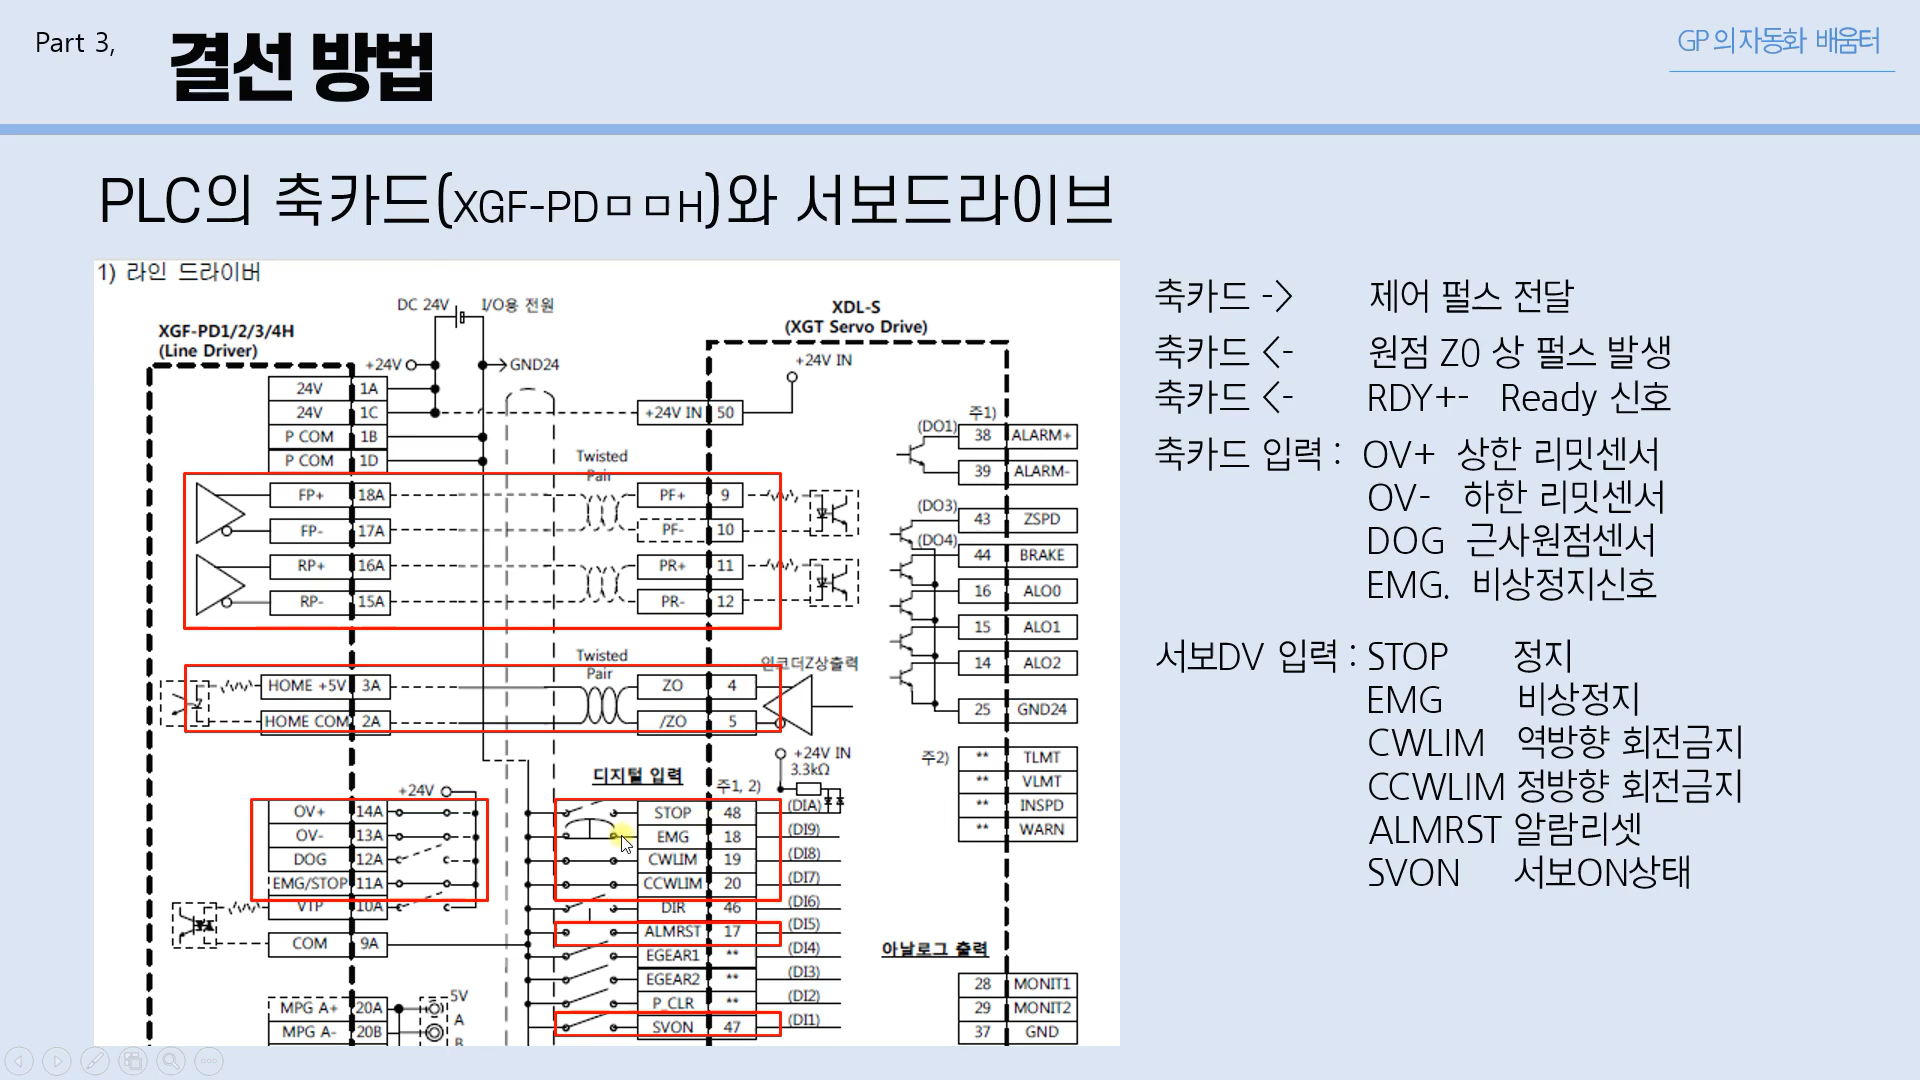 Part 3,
결선 방법
GP의자동화 배움터
PLC의 축카드(XGF-PDㅁㅁH)와 서보드라이브
1) 라인 드라이버
DC 24V
I/O용 전원
XDL-S
(XGT Servo Drive)
XGF-PD1/2/3/4H
(Line Driver)
+24V
GND24
+24V IN
24V 1A
24V 1C
+24V IN 50
P COM 1B
P COM 1D
주1)
(DO1)
38 ALARM+
39 ALARM-
Twisted
Pair
FP+ 18A
PF+ 9
FP- 17A
PF- 10
RP+ 16A
PR+ 11
RP- 15A
PR- 12
(DO3)
43 ZSPD
(DO4)
44 BRAKE
16 ALO0
15 ALO1
14 ALO2
25 GND24
Twisted
Pair
인코더Z상출력
HOME +5V 3A
ZO 4
HOME COM 2A
/ZO 5
+24V IN
3.3kΩ
디지털 입력
주1, 2)
주2)
** TLMT
** VLMT
** INSPD
** WARN
+24V
OV+ 14A
OV- 13A
DOG 12A
EMG/STOP 11A
VTP 10A
COM 9A
STOP 48 (DIA)
EMG 18 (DI9)
CWLIM 19 (DI8)
CCWLIM 20 (DI7)
DIR 46 (DI6)
ALMRST 17 (DI5)
EGEAR1 ** (DI4)
EGEAR2 ** (DI3)
P_CLR ** (DI2)
SVON 47 (DI1)
아날로그 출력
28 MONIT1
29 MONIT2
37 GND
MPG A+ 20A
MPG A- 20B
5V
A
B
축카드 -> 제어 펄스 전달
축카드 <- 원점 Z0 상 펄스 발생
축카드 <- RDY+- Ready 신호
축카드 입력 : OV+ 상한 리밋센서
OV- 하한 리밋센서
DOG 근사원점센서
EMG. 비상정지신호
서보DV 입력 : STOP 정지
EMG 비상정지
CWLIM 역방향 회전금지
CCWLIM 정방향 회전금지
ALMRST 알람리셋
SVON 서보ON상태